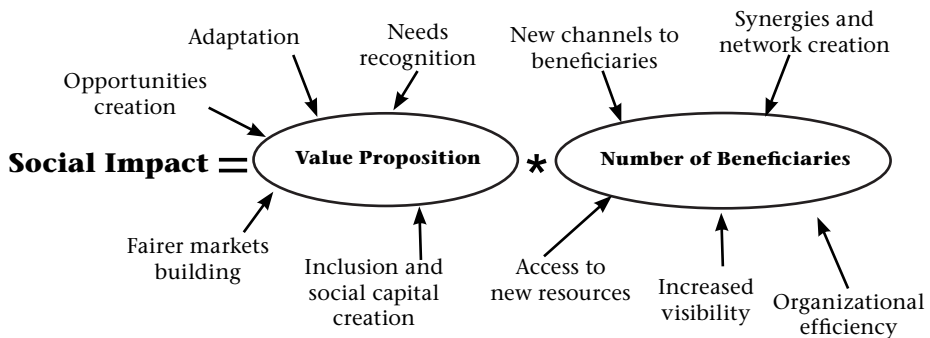 Adaptation
Needs
recognition
New channels to
beneficiaries
Synergies and
network creation
Opportunities
creation
Social Impact = Value Proposition * Number of Beneficiaries
Fairer markets
building
Inclusion and
social capital
creation
Access to
new resources
Increased
visibility
Organizational
efficiency